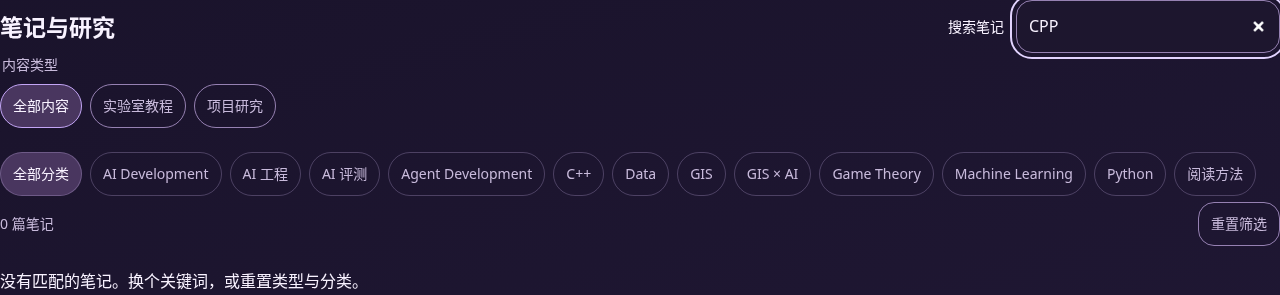 笔记与研究
搜索笔记 CPP ×
内容类型
全部内容 实验室教程 项目研究
全部分类 AI Development AI 工程 AI 评测 Agent Development C++ Data GIS GIS × AI Game Theory Machine Learning Python 阅读方法
0 篇笔记 重置筛选
没有匹配的笔记。换个关键词，或重置类型与分类。